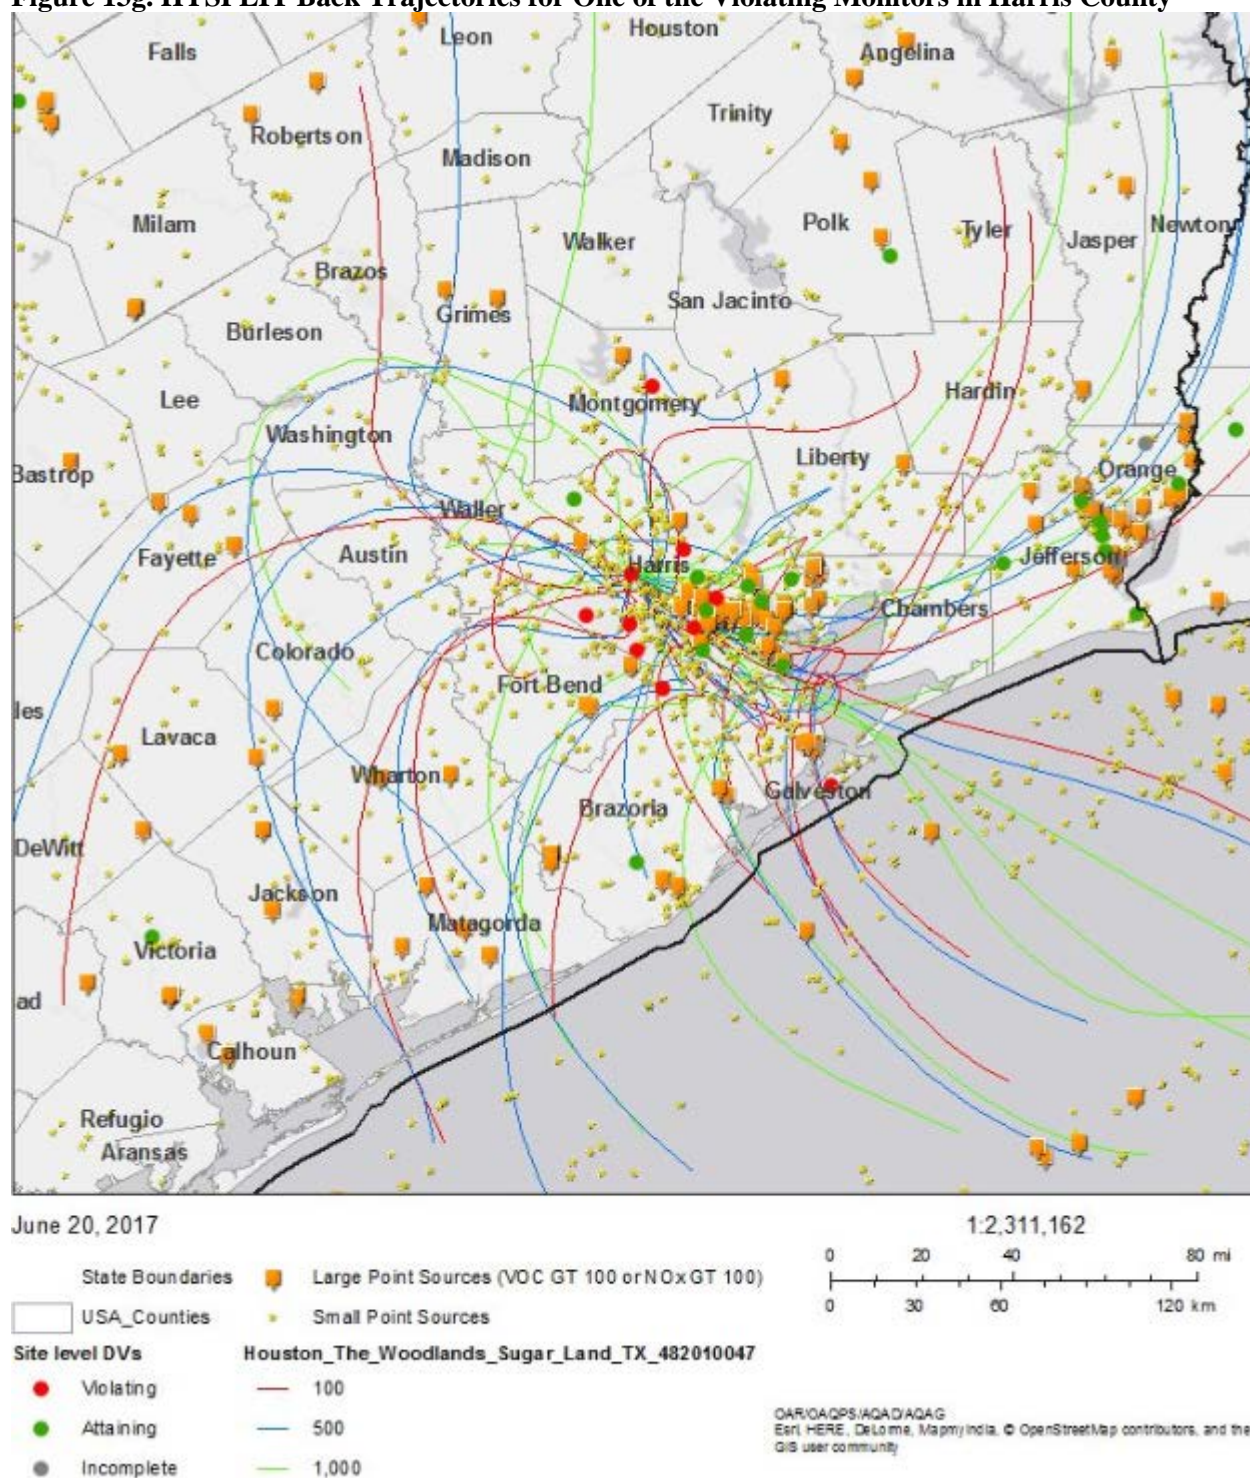 Figure 13g. HYSPLIT Back Trajectories for One of the Violating Monitors in Harris County
Falls
Leon
Houston
Angelina
Robertson
Trinity
Madison
Milam
Walker
Polk
Tyler
Jasper
Newton
Brazos
San Jacinto
Grimes
Burleson
Lee
Montgomery
Hardin
Washington
Bastrop
Liberty
Orange
Waller
Fayette
Austin
Harris
Jefferson
Chambers
Colorado
Fort Bend
les
Lavaca
Wharton
Galveston
Brazoria
DeWitt
Jackson
Matagorda
Victoria
ad
Calhoun
Refugio
Aransas
June 20, 2017
1:2,311,162
0 20 40 80 mi
0 30 60 120 km
State Boundaries
Large Point Sources (VOC GT 100 or NOx GT 100)
USA_Counties
Small Point Sources
Site level DVs
Houston_The_Woodlands_Sugar_Land_TX_482010047
Violating
100
Attaining
500
Incomplete
1,000
OAR/OAQPS/AQAD/AQAG
Esri, HERE, DeLorme, MapmyIndia, © OpenStreetMap contributors, and the
GIS user community